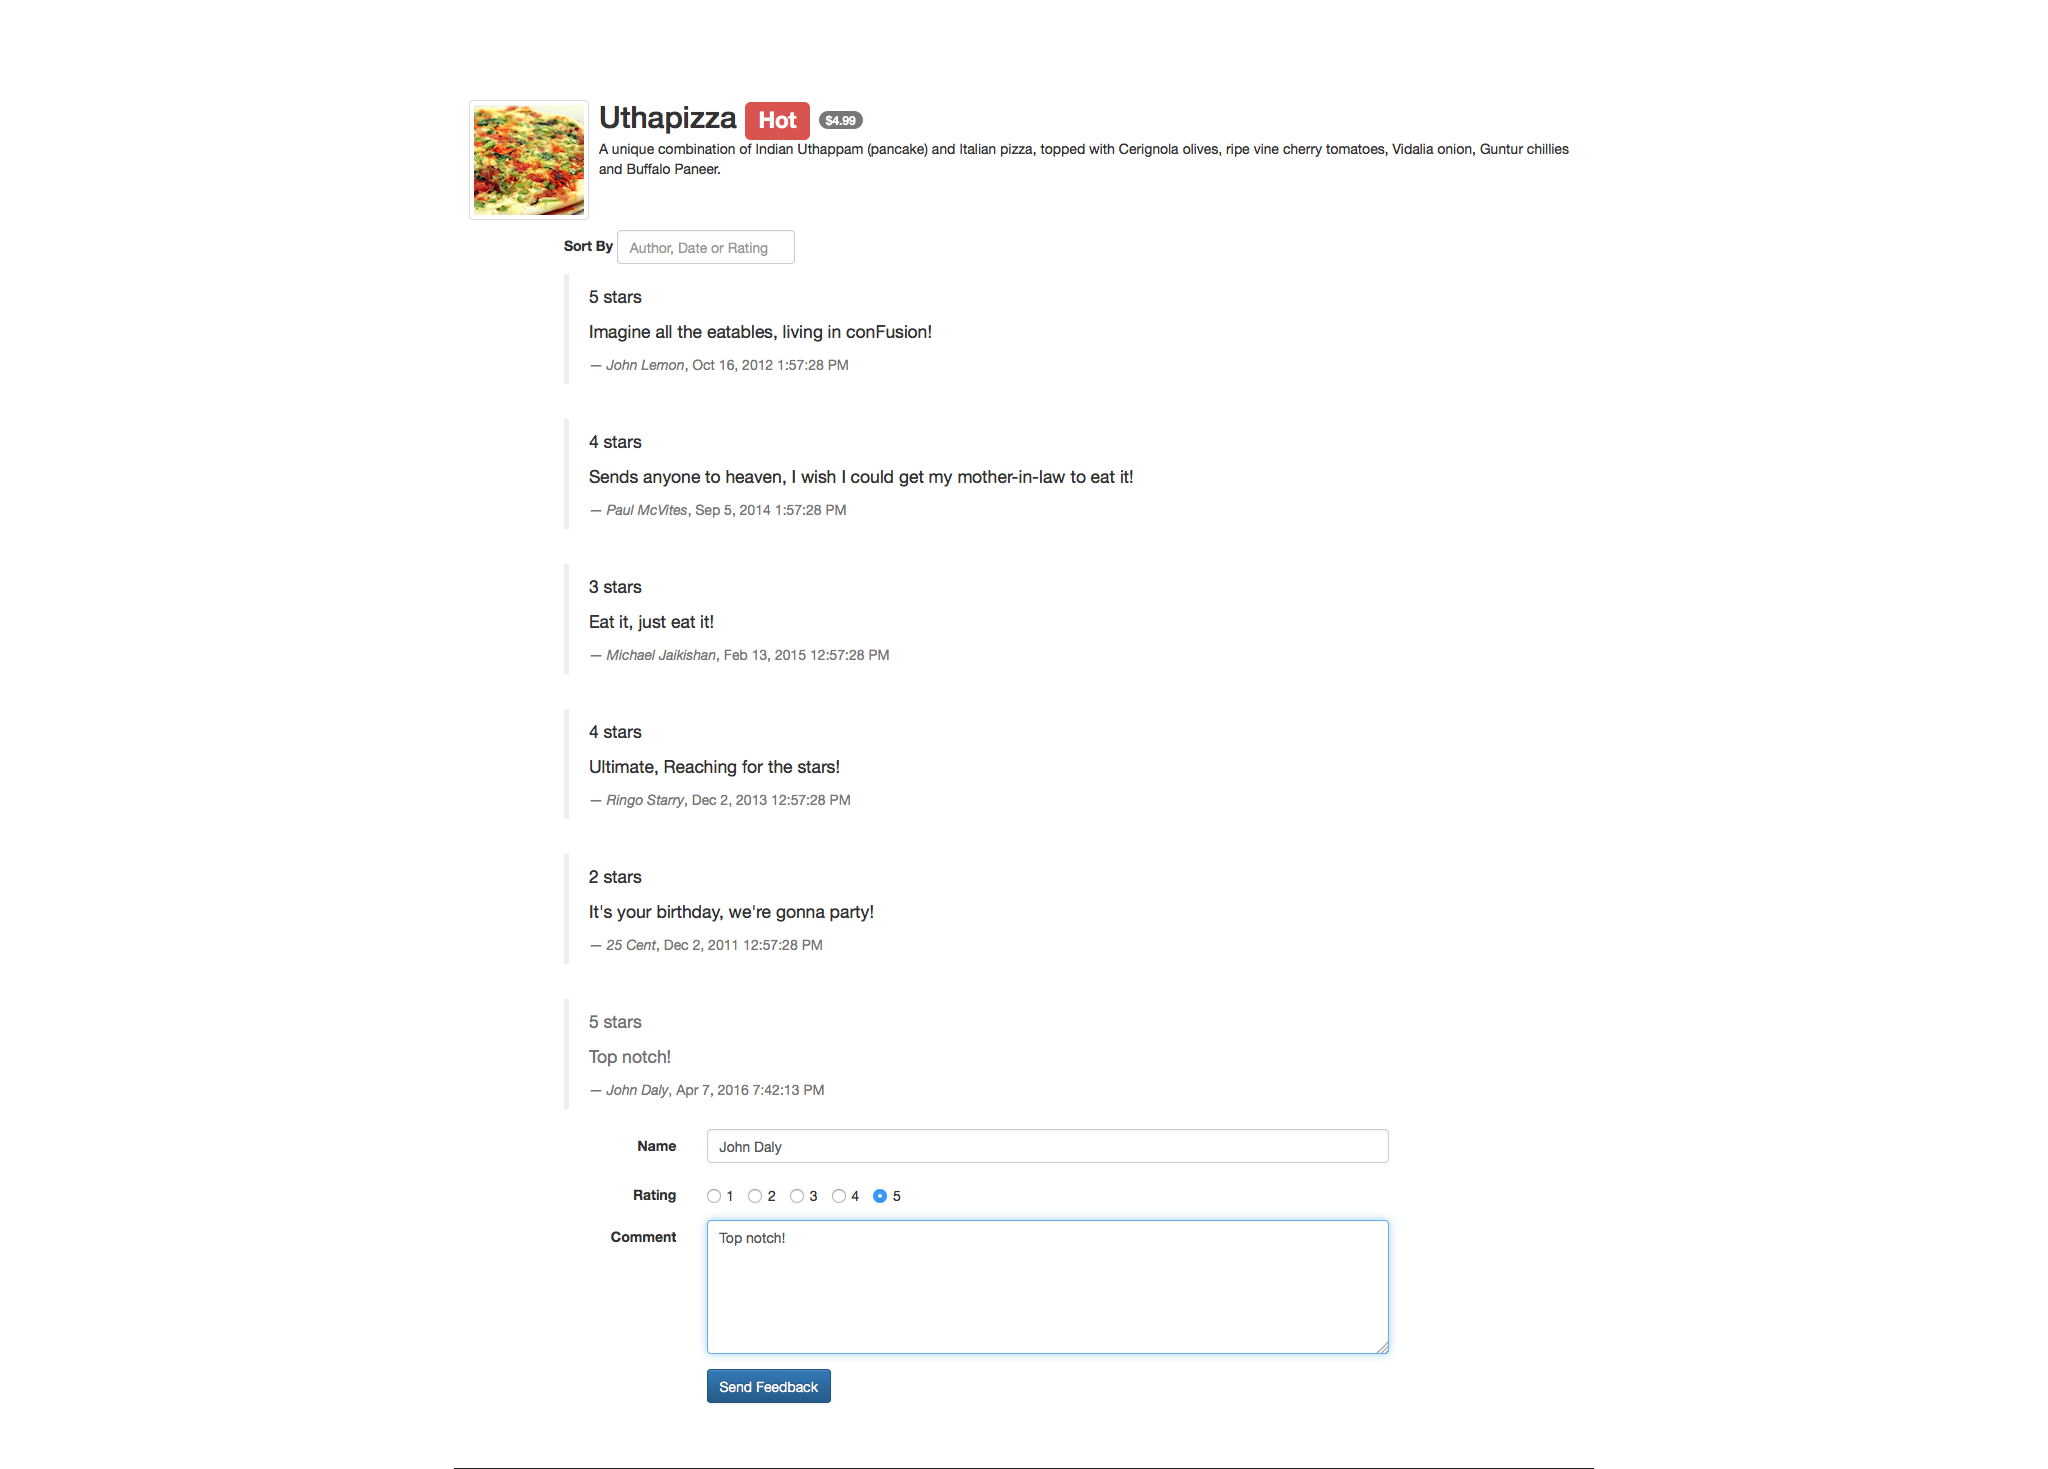 Uthapizza Hot $4.99
A unique combination of Indian Uthappam (pancake) and Italian pizza, topped with Cerignola olives, ripe vine cherry tomatoes, Vidalia onion, Guntur chillies
and Buffalo Paneer.
Sort By Author, Date or Rating
5 stars
Imagine all the eatables, living in conFusion!
— John Lemon, Oct 16, 2012 1:57:28 PM
4 stars
Sends anyone to heaven, I wish I could get my mother-in-law to eat it!
— Paul McVites, Sep 5, 2014 1:57:28 PM
3 stars
Eat it, just eat it!
— Michael Jaikishan, Feb 13, 2015 12:57:28 PM
4 stars
Ultimate, Reaching for the stars!
— Ringo Starry, Dec 2, 2013 12:57:28 PM
2 stars
It's your birthday, we're gonna party!
— 25 Cent, Dec 2, 2011 12:57:28 PM
5 stars
Top notch!
— John Daly, Apr 7, 2016 7:42:13 PM
Name John Daly
Rating 1 2 3 4 5
Comment Top notch!
Send Feedback